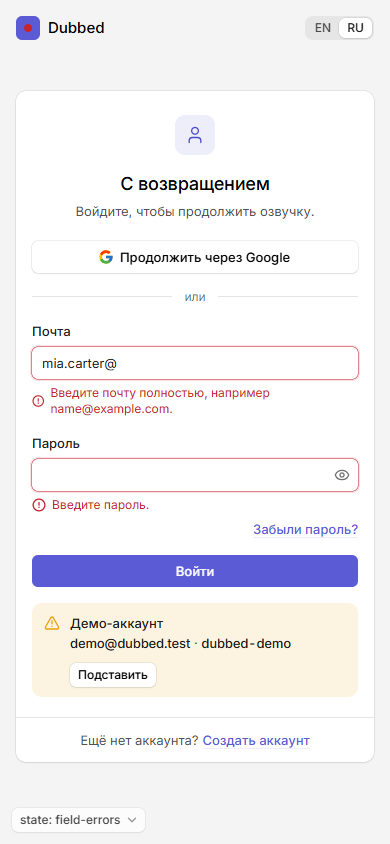 Dubbed
EN RU
С возвращением
Войдите, чтобы продолжить озвучку.
Продолжить через Google
или
Почта
mia.carter@
Введите почту полностью, например
name@example.com.
Пароль
Введите пароль.
Забыли пароль?
Войти
Демо-аккаунт
demo@dubbed.test · dubbed-demo
Подставить
Ещё нет аккаунта? Создать аккаунт
state: field-errors